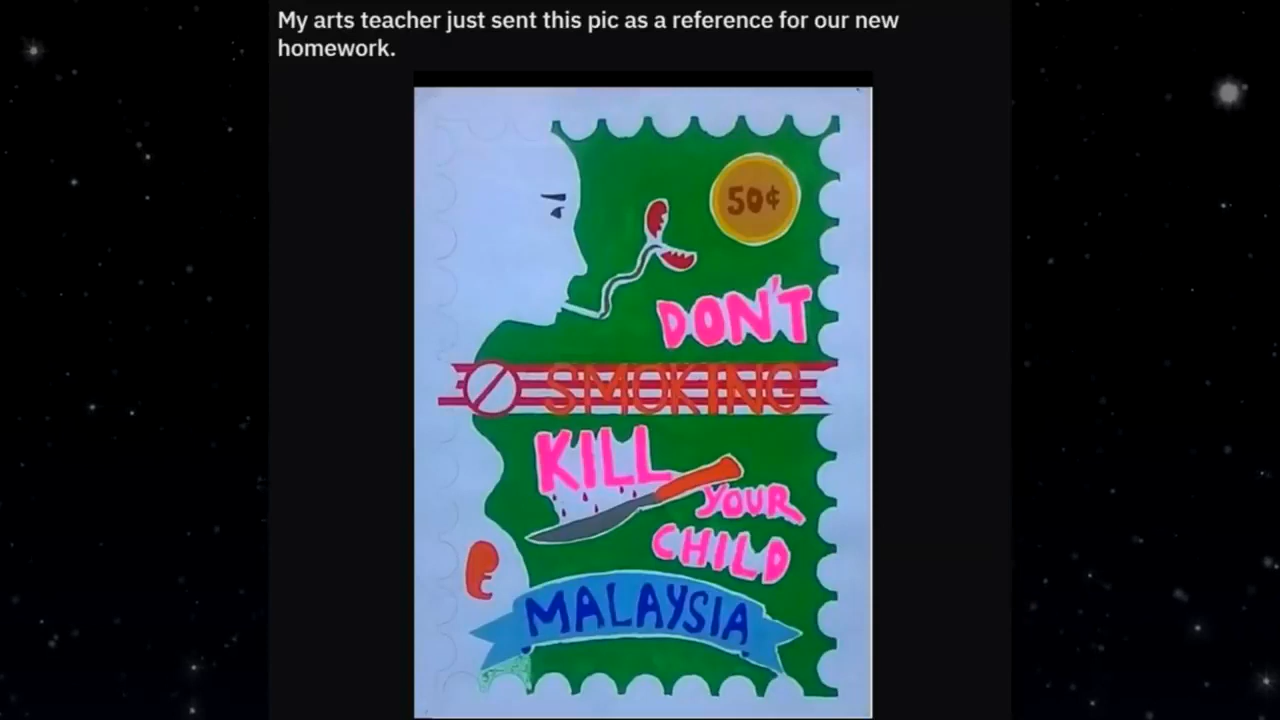 My arts teacher just sent this pic as a reference for our new
homework.
50¢
DON'T
SMOKING
KILL
YOUR
CHILD
MALAYSIA